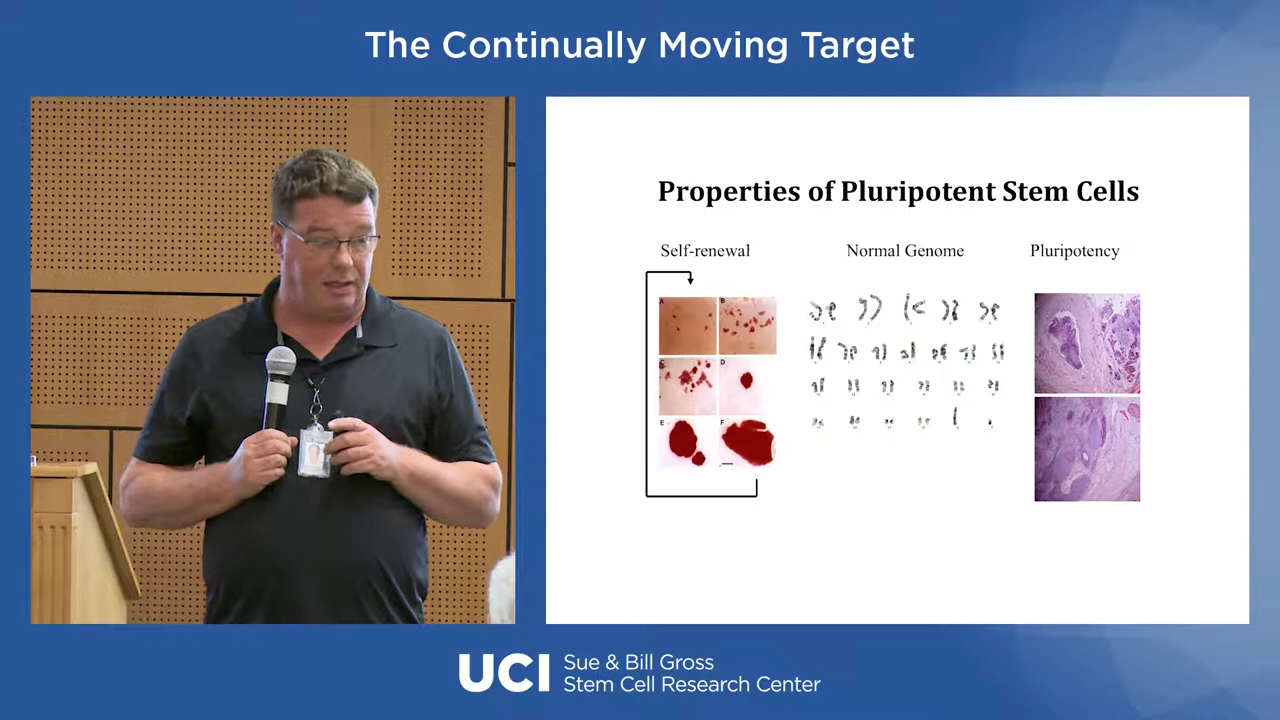 The Continually Moving Target
Properties of Pluripotent Stem Cells
Self-renewal
Normal Genome
Pluripotency
A
B
C
D
E
F
UCI
Sue & Bill Gross
Stem Cell Research Center